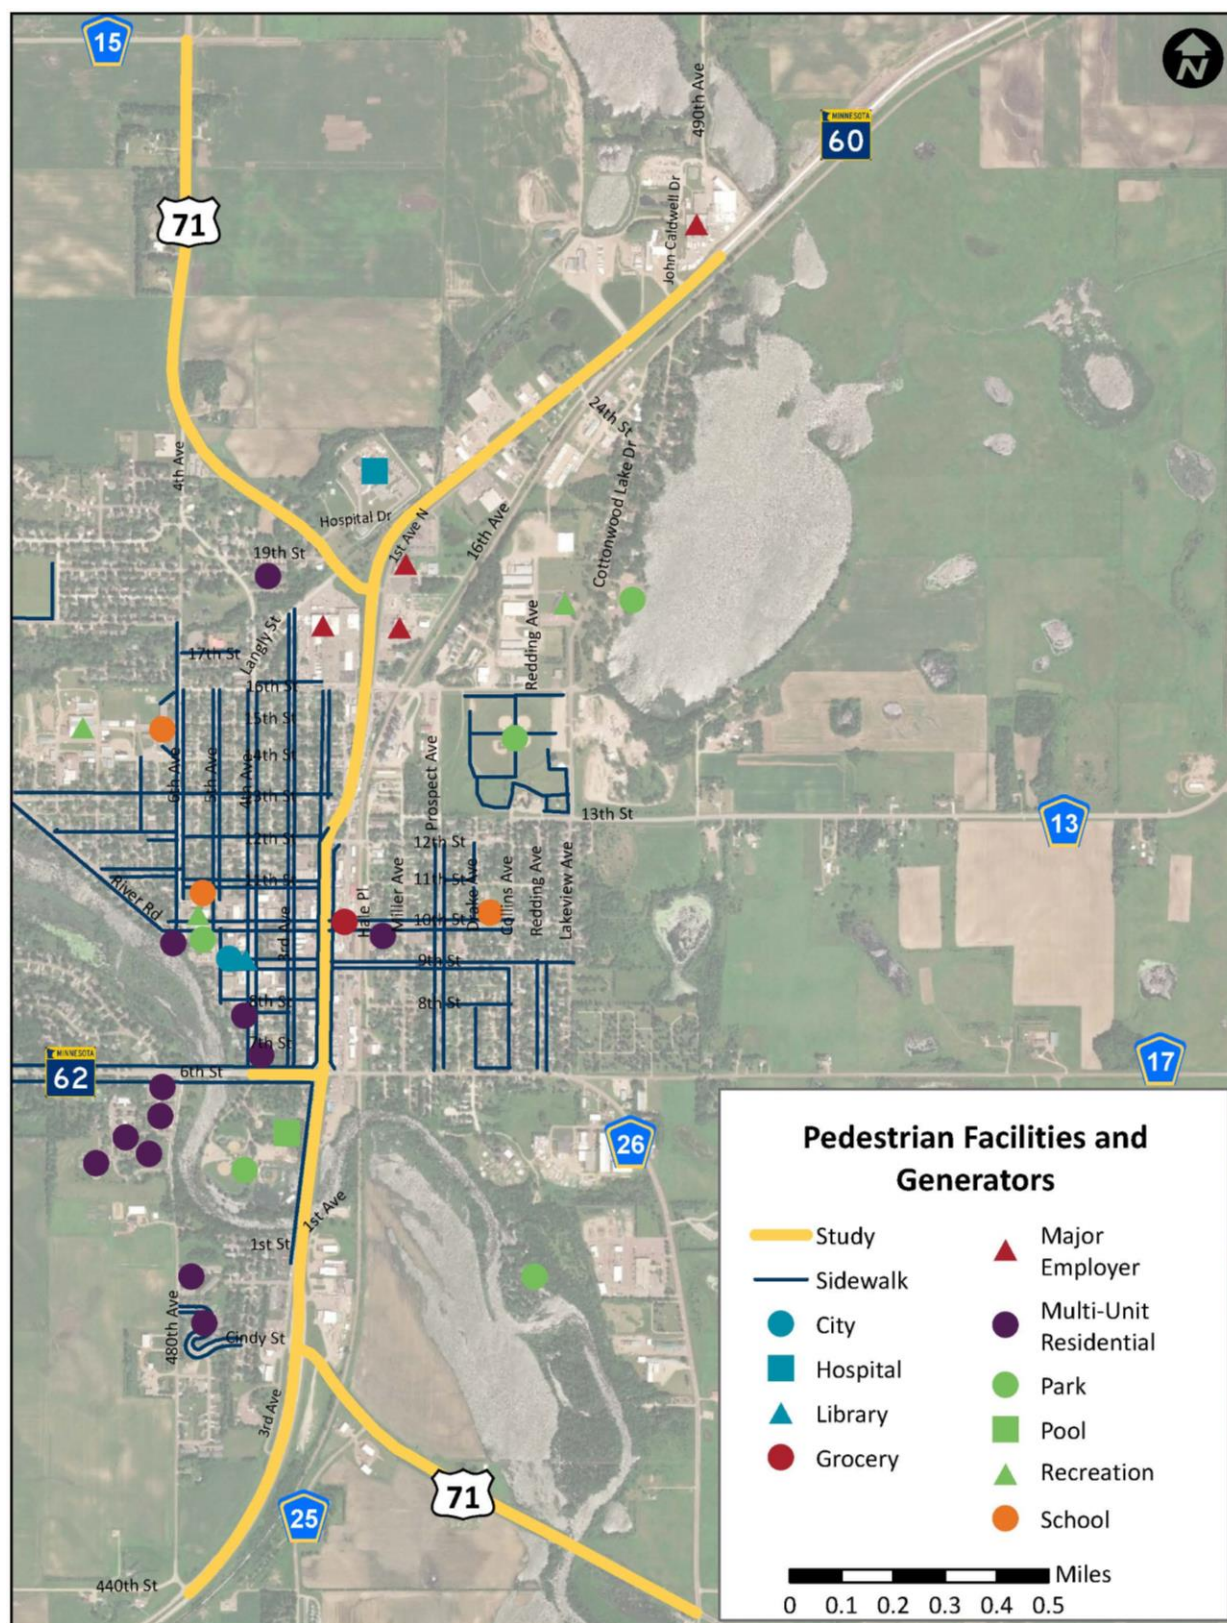 15
N
490th Ave
MINNESOTA
60
71
John Caldwell Dr
24th St
4th Ave
Cottonwood Lake Dr
Hospital Dr
1st Ave N
16th Ave
19th St
Redding Ave
Langly St
17th St
16th St
15th St
14th St
6th Ave
5th Ave
4th Ave
13th St
Prospect Ave
13th St
13
12th St
12th St
11th St
11th St
River Rd
3rd Ave
Hale Pl
Miller Ave
10th St
Drake Ave
Collins Ave
Redding Ave
Lakeview Ave
9th St
8th St
8th St
7th St
MINNESOTA
62
6th St
17
26
1st Ave
1st St
480th Ave
Cindy St
3rd Ave
71
25
440th St
Pedestrian Facilities and
Generators
Study
Sidewalk
City
Hospital
Library
Grocery
Major
Employer
Multi-Unit
Residential
Park
Pool
Recreation
School
Miles
0 0.1 0.2 0.3 0.4 0.5